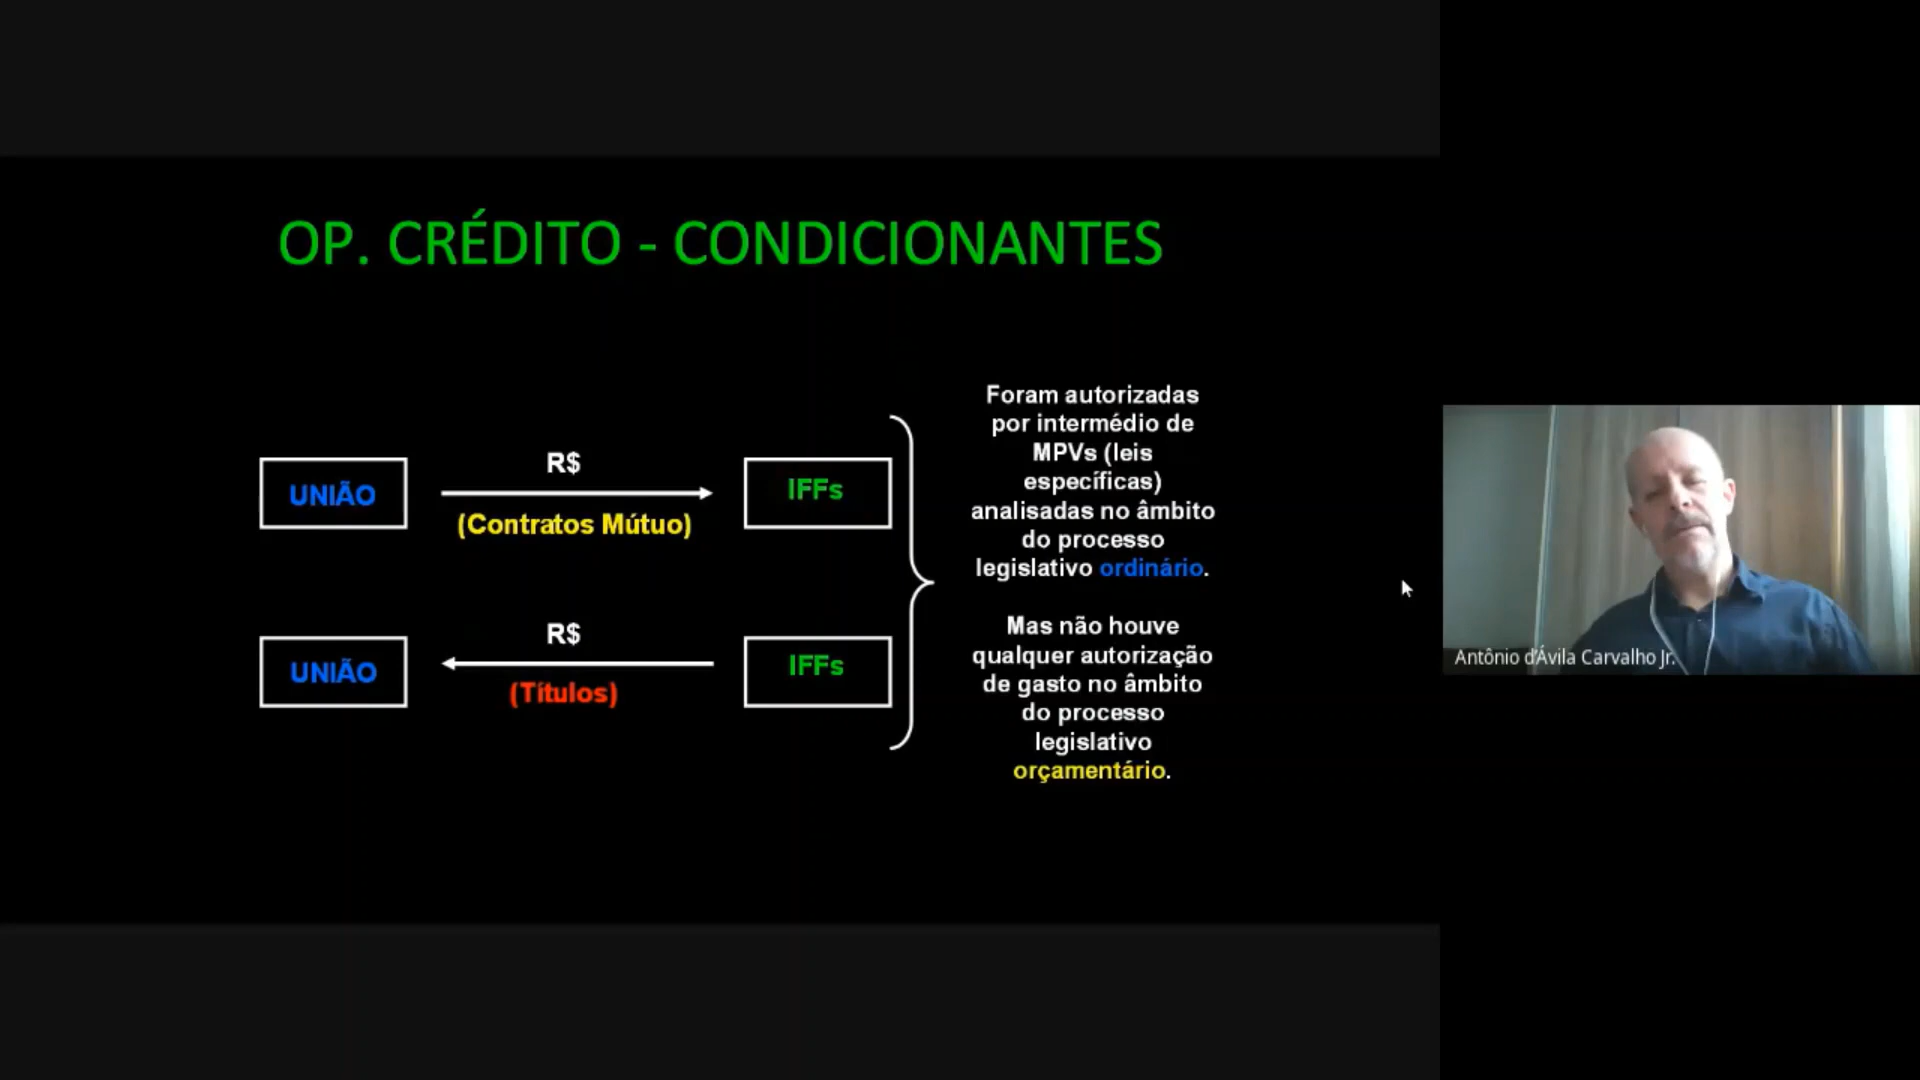 OP. CRÉDITO - CONDICIONANTES
UNIÃO
R$
(Contratos Mútuo)
IFFs
UNIÃO
R$
(Títulos)
IFFs
Foram autorizadas
por intermédio de
MPVs (leis
específicas)
analisadas no âmbito
do processo
legislativo ordinário.
Mas não houve
qualquer autorização
de gasto no âmbito
do processo
legislativo
orçamentário.
Antônio d'Ávila Carvalho Jr.